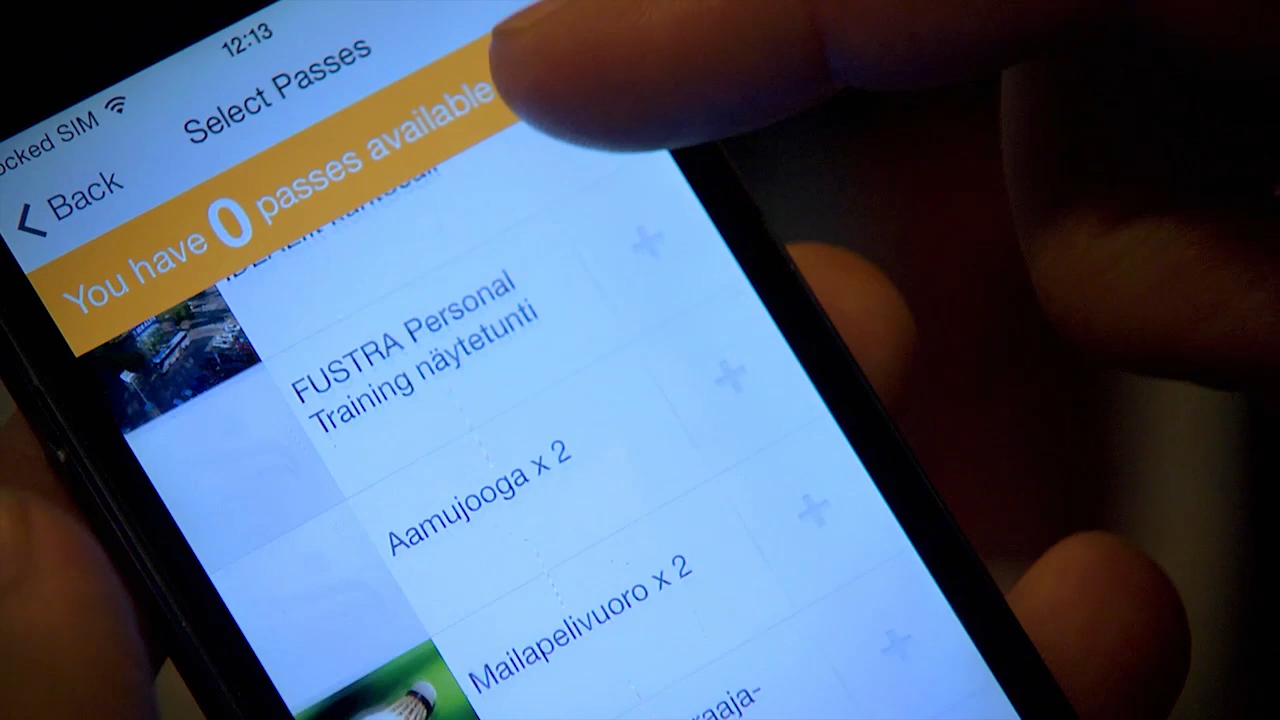 12:13
SIM
Select Passes
Back
You have 0 passes available
FUSTRA Personal
Training näytetunti
Aamujooga x 2
Mailapelivuoro x 2